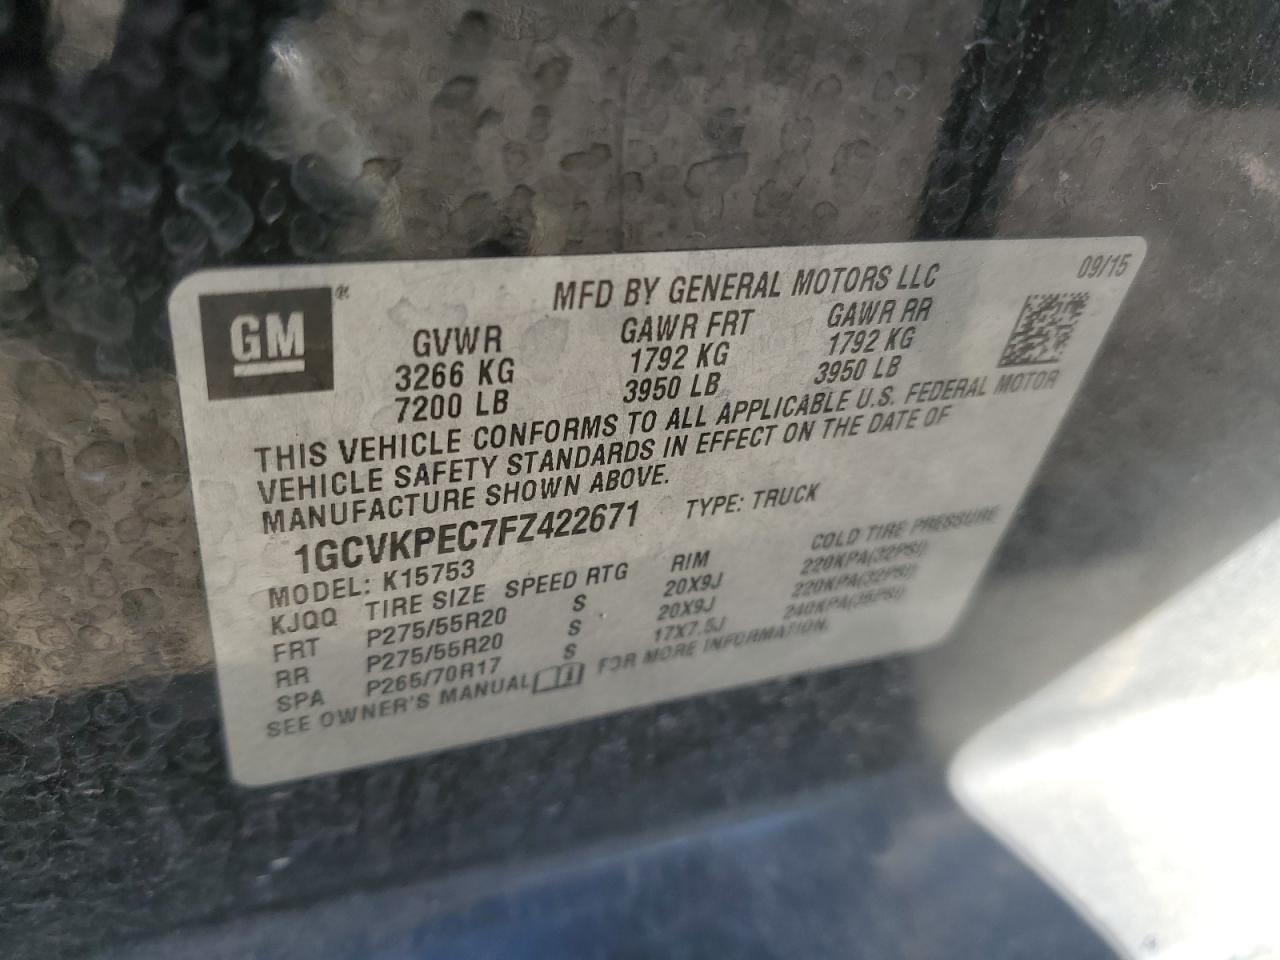 09/15
GM®
MFD BY GENERAL MOTORS LLC
GVWR GAWR FRT GAWR RR
3266 KG 1792 KG 1792 KG
7200 LB 3950 LB 3950 LB
THIS VEHICLE CONFORMS TO ALL APPLICABLE U.S. FEDERAL MOTOR
VEHICLE SAFETY STANDARDS IN EFFECT ON THE DATE OF
MANUFACTURE SHOWN ABOVE.
1GCVKPEC7FZ422671 TYPE: TRUCK
MODEL: K15753
KJQQ TIRE SIZE SPEED RTG RIM COLD TIRE PRESSURE
FRT P275/55R20 S 20X9J 220KPA(32PSI)
RR P275/55R20 S 20X9J 220KPA(32PSI)
SPA P265/70R17 S 17X7.5J 240KPA(35PSI)
SEE OWNER'S MANUAL FOR MORE INFORMATION.